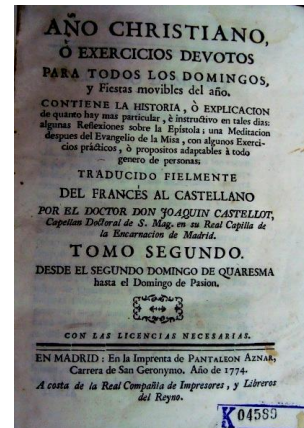 AÑO CHRISTIANO,
Ò EXERCICIOS DEVOTOS
PARA TODOS LOS DOMINGOS,
y Fiestas movibles del año.
CONTIENE LA HISTORIA, Ò EXPLICACION
de quanto hay mas particular, è instructivo en tales dias:
algunas Reflexiones sobre la Epistola; una Meditacion
despues del Evangelio de la Misa, con algunos Exerci-
cios prácticos, ò propositos adaptables à todo
genero de personas;
TRADUCIDO FIELMENTE
DEL FRANCÉS AL CASTELLANO
POR EL DOCTOR DON JOAQUIN CASTELLOT,
Capellan Doctoral de S. Mag. en su Real Capilla de
la Encarnacion de Madrid.
TOMO SEGUNDO.
DESDE EL SEGUNDO DOMINGO DE QUARESMA
hasta el Domingo de Pasion.
CON LAS LICENCIAS NECESARIAS.
EN MADRID: En la Imprenta de PANTALEON AZNAR,
Carrera de San Geronymo. Año de 1774.
A costa de la Real Compañia de Impresores, y Libreros
del Reyno.
K 04589